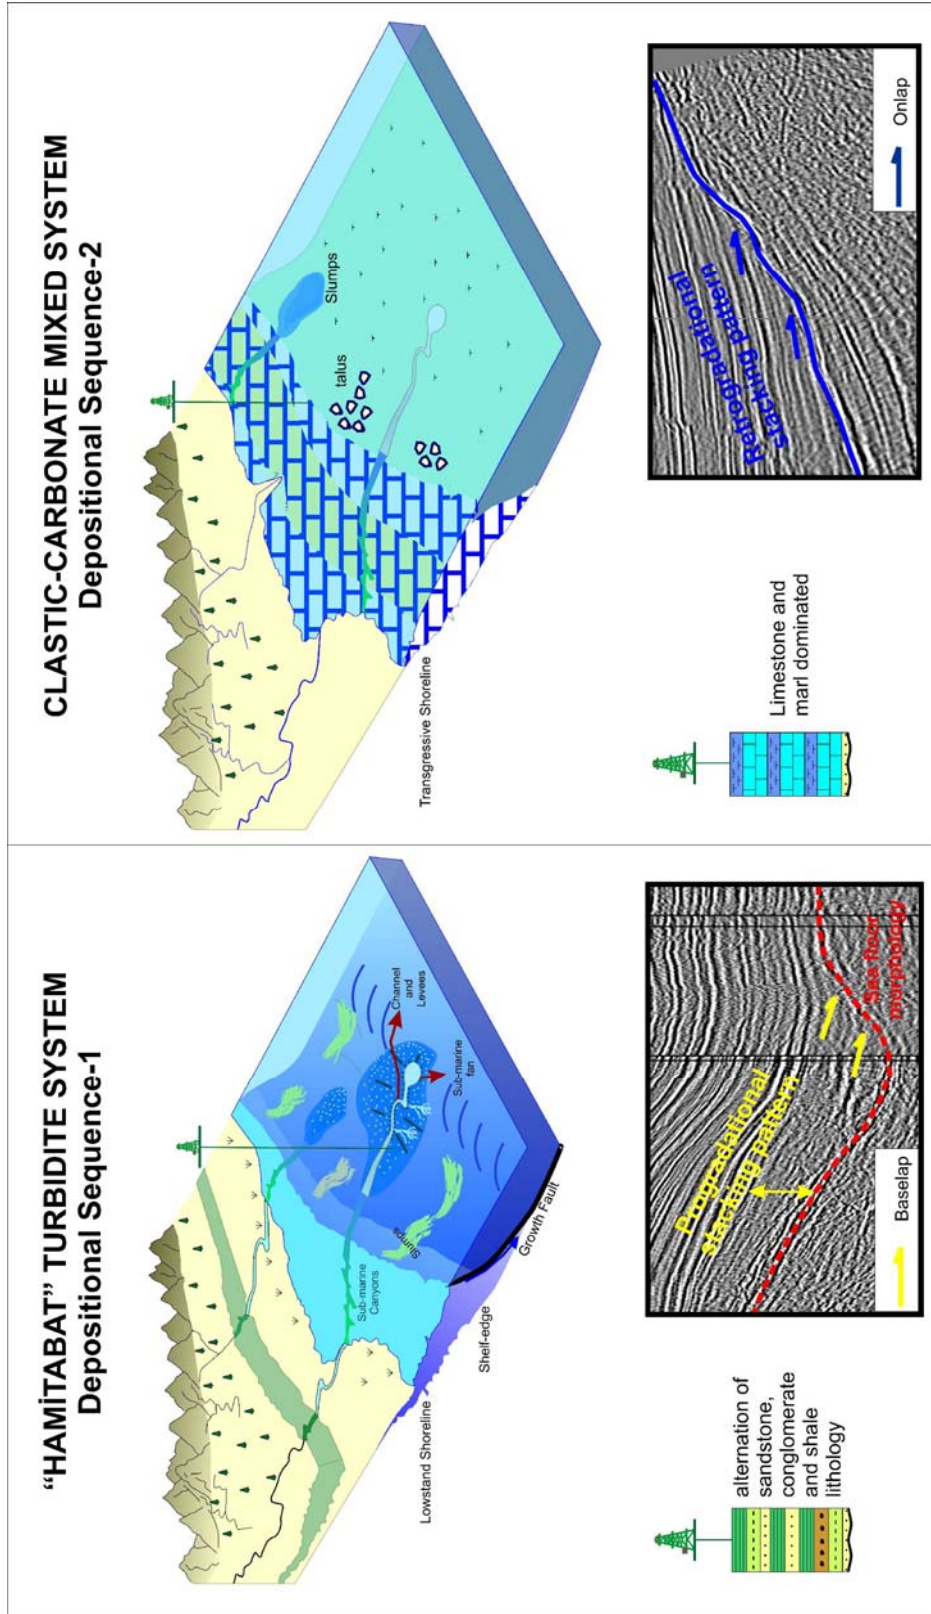 “HAMİTABAT” TURBIDITE SYSTEM
Depositional Sequence-1
Channel
and
Levees
Sub-marine
fan
Slumps
Sub-marine
Canyons
Growth Fault
Shelf-edge
Lowstand Shoreline
alternation of
sandstone,
conglomerate
and shale
lithology
Progradational
stacking pattern
Sea floor
morphology
Baselap
CLASTIC-CARBONATE MIXED SYSTEM
Depositional Sequence-2
Slumps
talus
Transgressive Shoreline
Limestone and
marl dominated
Retrogradational
stacking pattern
Onlap